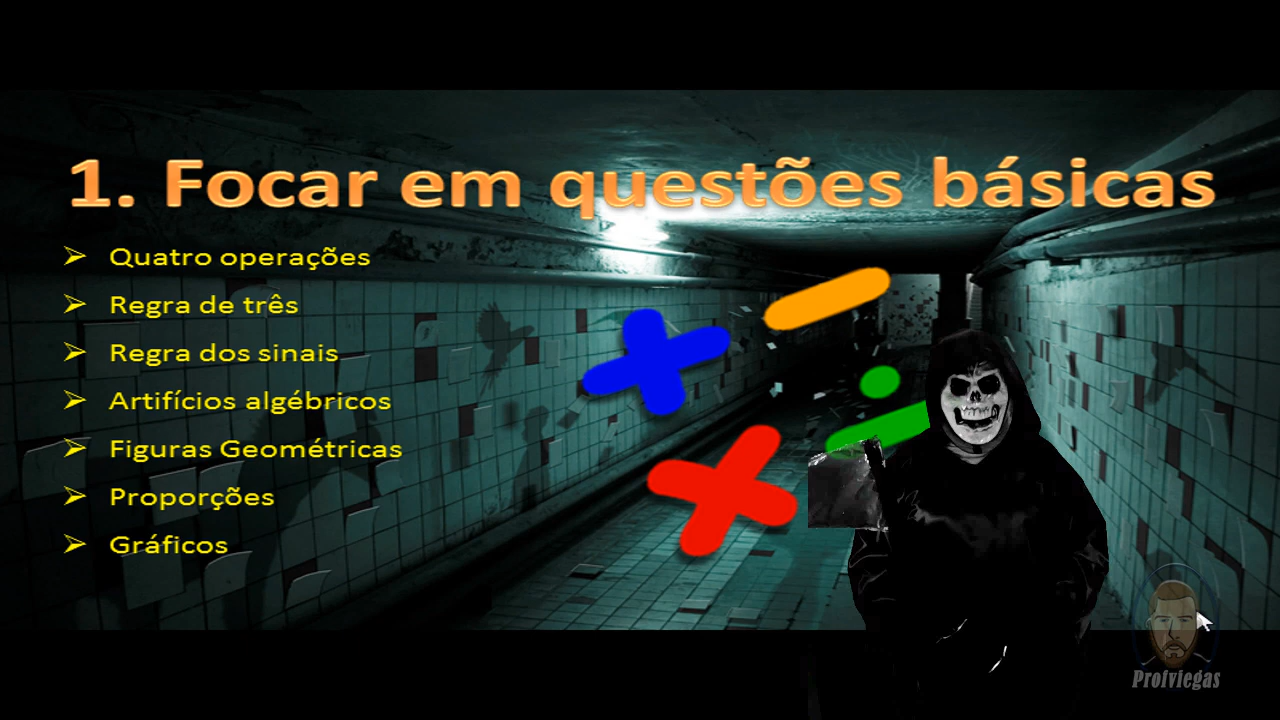 1. Focar em questões básicas
Quatro operações
Regra de três
Regra dos sinais
Artifícios algébricos
Figuras Geométricas
Proporções
Gráficos
Profviegas